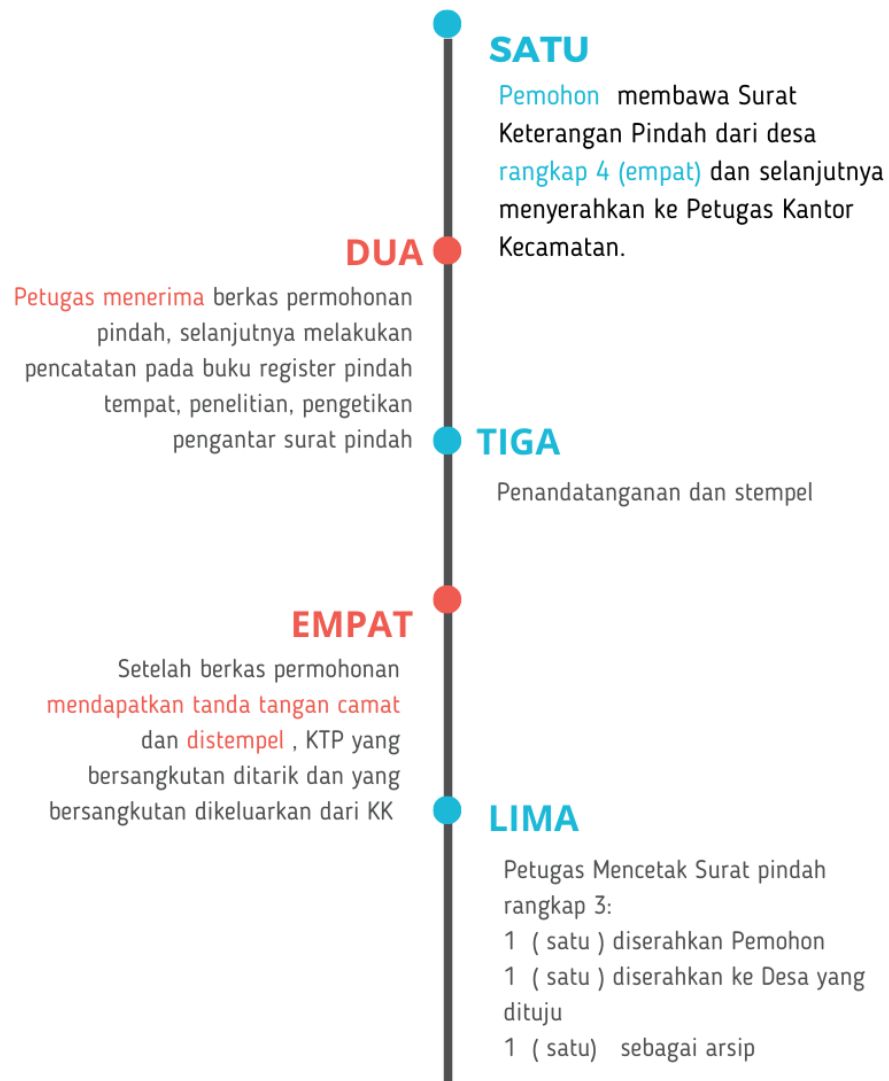 SATU
Pemohon membawa Surat
Keterangan Pindah dari desa
rangkap 4 (empat) dan selanjutnya
menyerahkan ke Petugas Kantor
Kecamatan.
DUA
Petugas menerima berkas permohonan
pindah, selanjutnya melakukan
pencatatan pada buku register pindah
tempat, penelitian, pengetikan
pengantar surat pindah
TIGA
Penandatanganan dan stempel
EMPAT
Setelah berkas permohonan
mendapatkan tanda tangan camat
dan distempel , KTP yang
bersangkutan ditarik dan yang
bersangkutan dikeluarkan dari KK
LIMA
Petugas Mencetak Surat pindah
rangkap 3:
1 ( satu ) diserahkan Pemohon
1 ( satu ) diserahkan ke Desa yang
dituju
1 ( satu) sebagai arsip